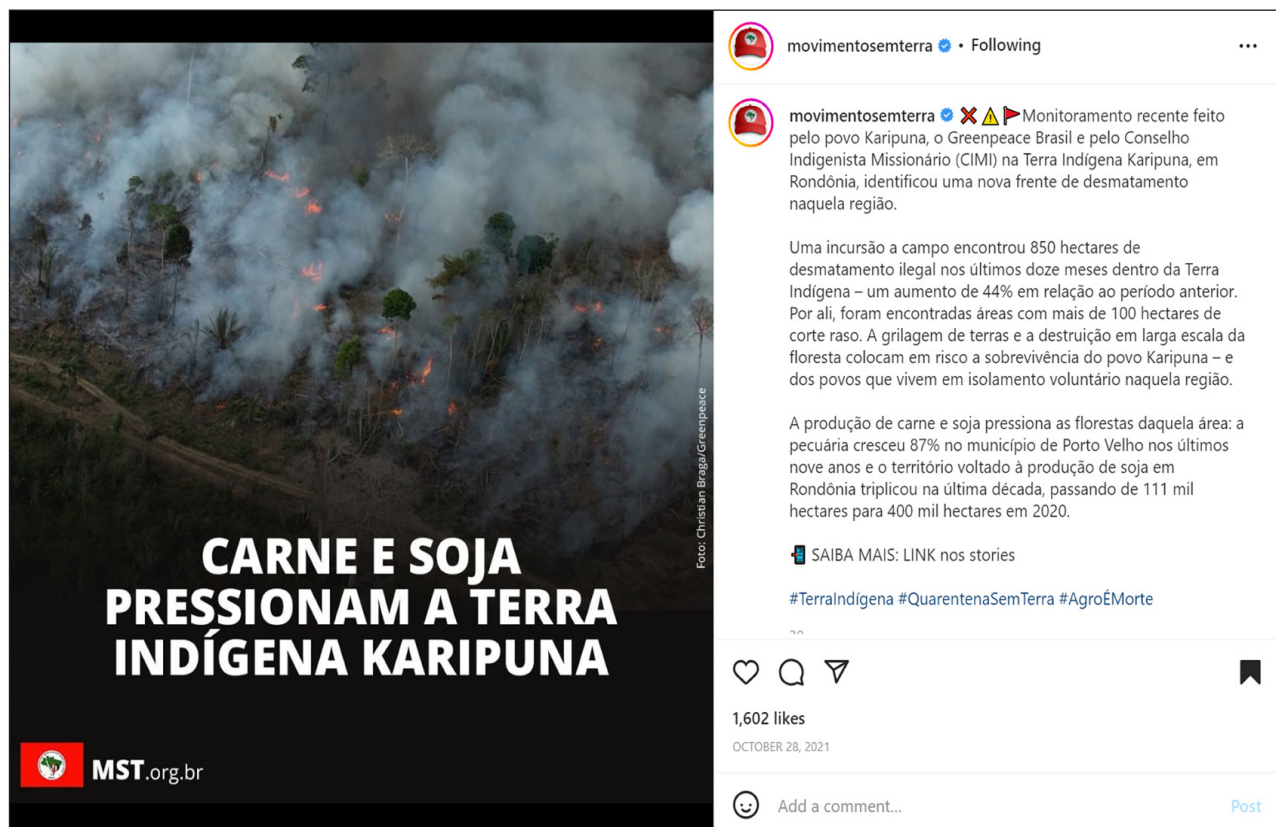 CARNE E SOJA
PRESSIONAM A TERRA
INDÍGENA KARIPUNA
MST.org.br
Foto: Christian Braga/Greenpeace
movimentosemterra • Following
movimentosemterra Monitoramento recente feito
pelo povo Karipuna, o Greenpeace Brasil e pelo Conselho
Indigenista Missionário (CIMI) na Terra Indígena Karipuna, em
Rondônia, identificou uma nova frente de desmatamento
naquela região.
Uma incursão a campo encontrou 850 hectares de
desmatamento ilegal nos últimos doze meses dentro da Terra
Indígena – um aumento de 44% em relação ao período anterior.
Por ali, foram encontradas áreas com mais de 100 hectares de
corte raso. A grilagem de terras e a destruição em larga escala da
floresta colocam em risco a sobrevivência do povo Karipuna – e
dos povos que vivem em isolamento voluntário naquela região.
A produção de carne e soja pressiona as florestas daquela área: a
pecuária cresceu 87% no município de Porto Velho nos últimos
nove anos e o território voltado à produção de soja em
Rondônia triplicou na última década, passando de 111 mil
hectares para 400 mil hectares em 2020.
SAIBA MAIS: LINK nos stories
#TerraIndígena #QuarentenaSemTerra #AgroÉMorte
1,602 likes
OCTOBER 28, 2021
Add a comment...
Post